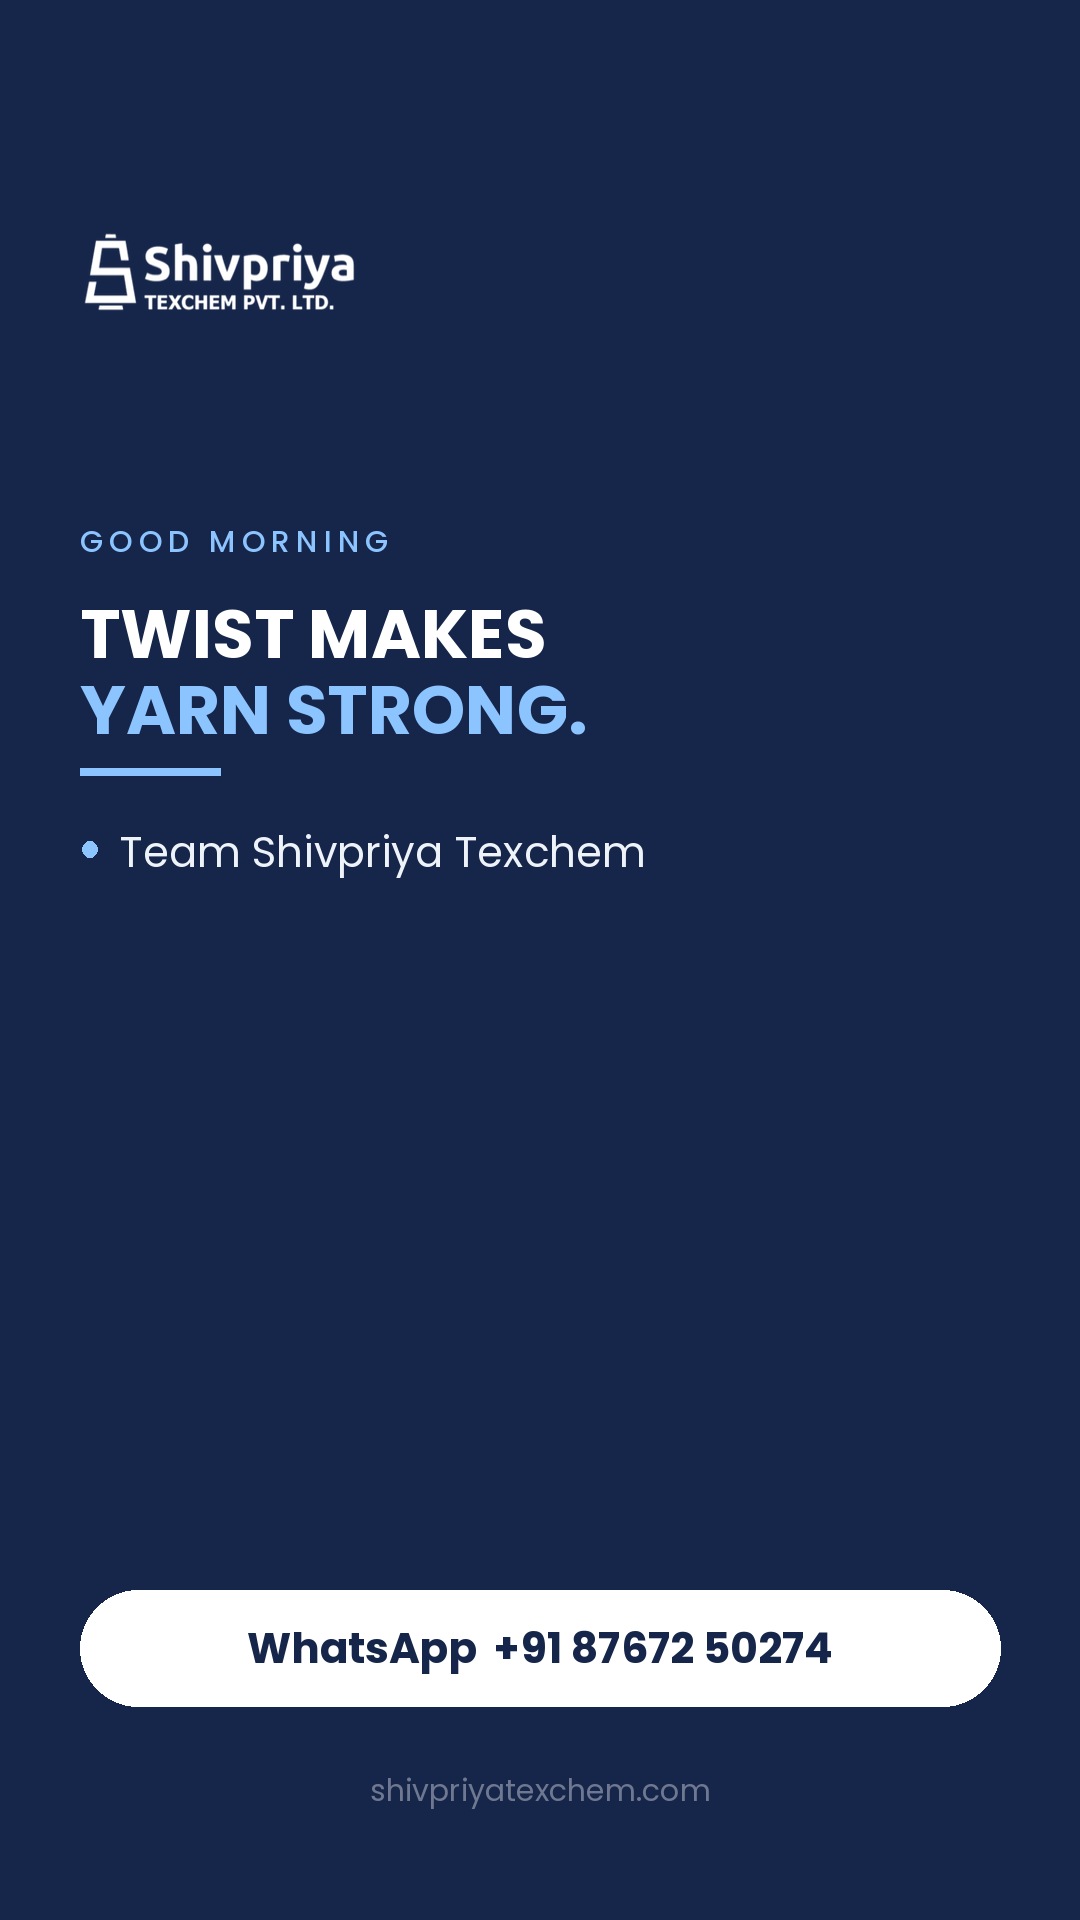 Shivpriya
TEXCHEM PVT. LTD.
GOOD MORNING
TWIST MAKES
YARN STRONG.
Team Shivpriya Texchem
WhatsApp +91 87672 50274
shivpriyatexchem.com